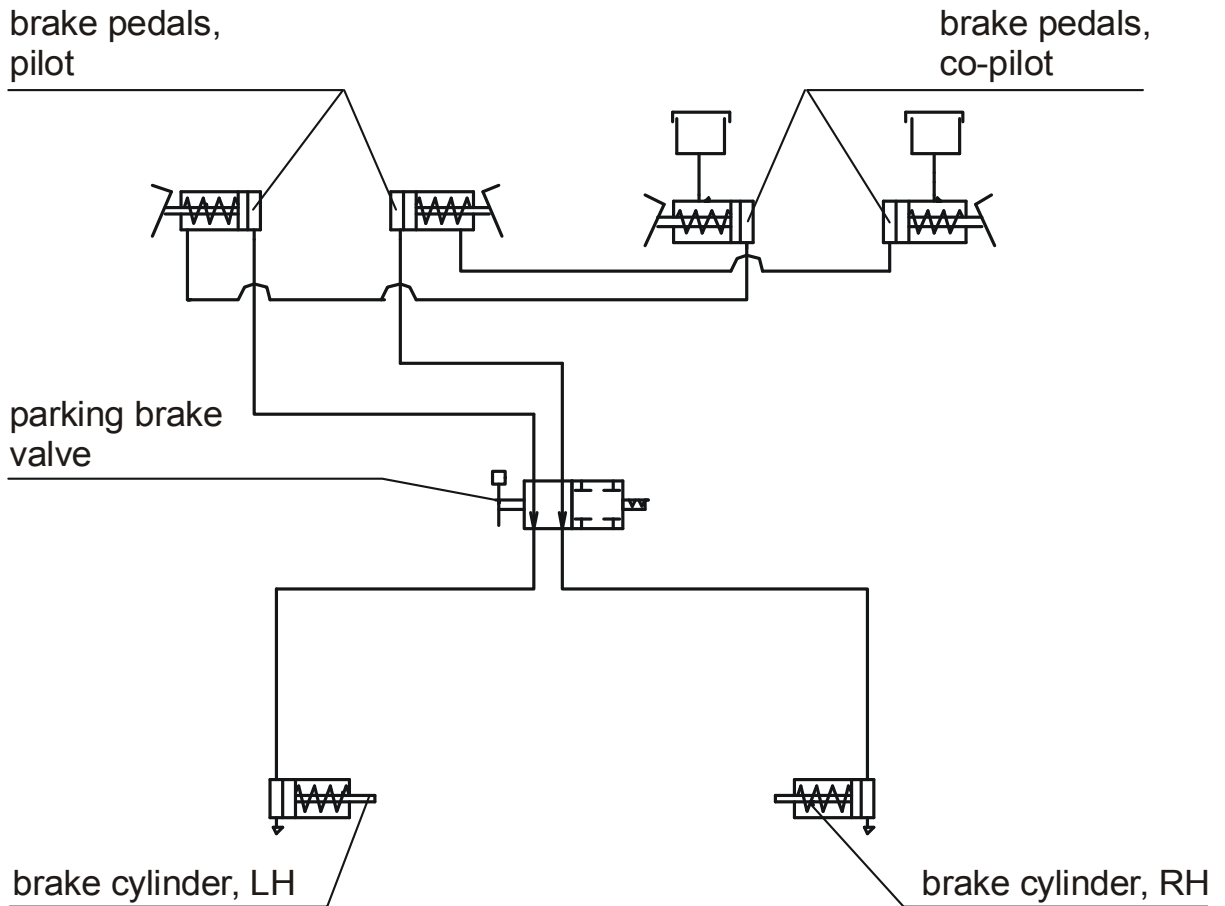 brake pedals,
pilot
brake pedals,
co-pilot
parking brake
valve
brake cylinder, LH
brake cylinder, RH